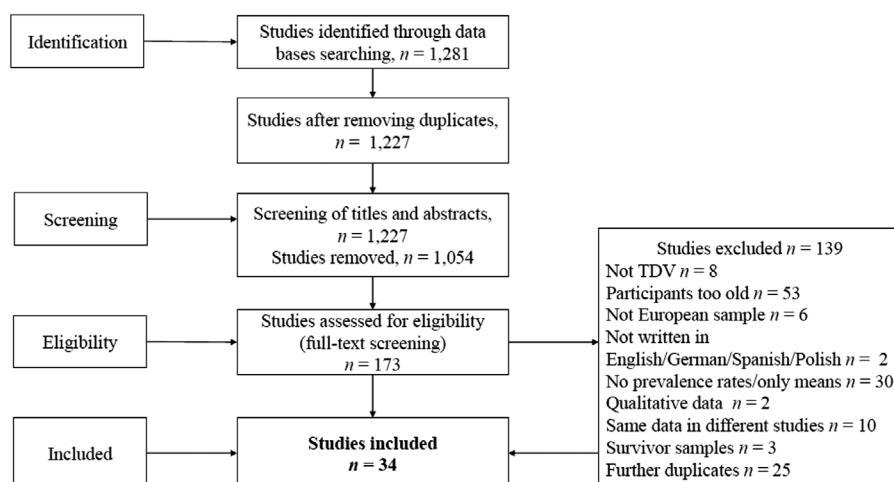 Identification
Studies identified through data
bases searching, n = 1,281
Studies after removing duplicates,
n = 1,227
Screening
Screening of titles and abstracts,
n = 1,227
Studies removed, n = 1,054
Eligibility
Studies assessed for eligibility
(full-text screening)
n = 173
Studies excluded n = 139
Not TDV n = 8
Participants too old n = 53
Not European sample n = 6
Not written in
English/German/Spanish/Polish n = 2
No prevalence rates/only means n = 30
Qualitative data n = 2
Same data in different studies n = 10
Survivor samples n = 3
Further duplicates n = 25
Included
Studies included
n = 34